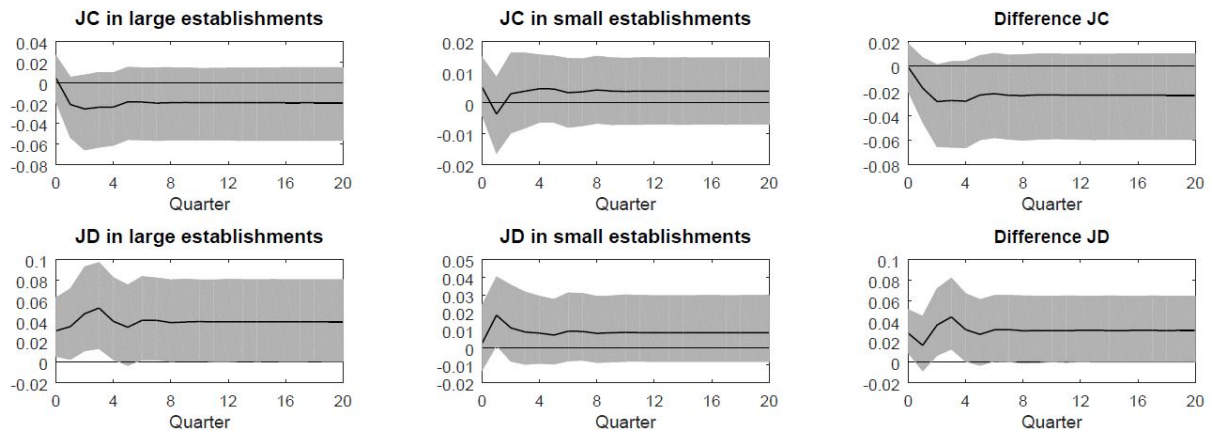 JC in large establishments
0.04
0.02
0
-0.02
-0.04
-0.06
-0.08
0 4 8 12 16 20
Quarter
JC in small establishments
0.02
0.01
0
-0.01
-0.02
0 4 8 12 16 20
Quarter
Difference JC
0.02
0
-0.02
-0.04
-0.06
-0.08
0 4 8 12 16 20
Quarter
JD in large establishments
0.1
0.08
0.06
0.04
0.02
0
-0.02
0 4 8 12 16 20
Quarter
JD in small establishments
0.05
0.04
0.03
0.02
0.01
0
-0.01
-0.02
0 4 8 12 16 20
Quarter
Difference JD
0.1
0.08
0.06
0.04
0.02
0
-0.02
0 4 8 12 16 20
Quarter